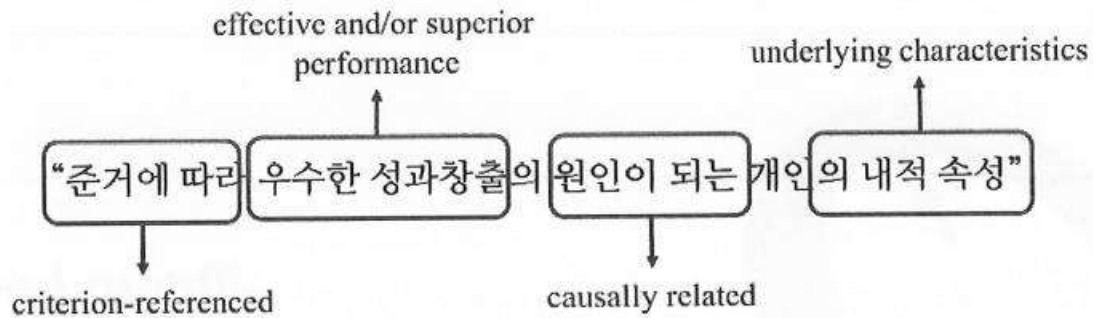 effective and/or superior
performance
underlying characteristics
“준거에 따라 우수한 성과창출의 원인이 되는 개인의 내적 속성”
criterion-referenced
causally related